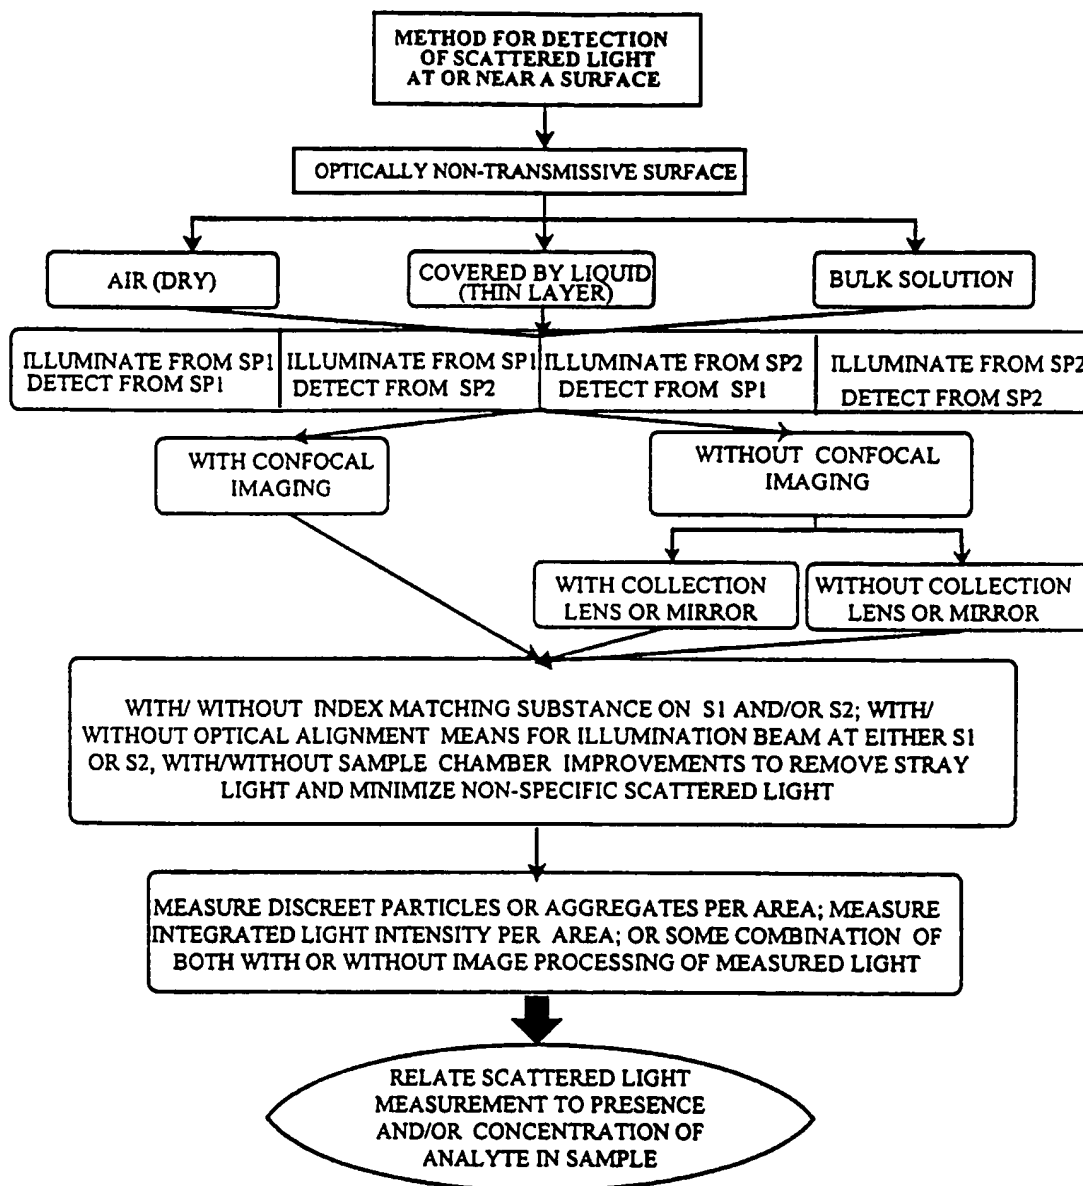 METHOD FOR DETECTION
OF SCATTERED LIGHT
AT OR NEAR A SURFACE
OPTICALLY NON-TRANSMISSIVE SURFACE
AIR (DRY)
COVERED BY LIQUID
(THIN LAYER)
BULK SOLUTION
ILLUMINATE FROM SP1
DETECT FROM SP1
ILLUMINATE FROM SP1
DETECT FROM SP2
ILLUMINATE FROM SP2
DETECT FROM SP1
ILLUMINATE FROM SP2
DETECT FROM SP2
WITH CONFOCAL
IMAGING
WITHOUT CONFOCAL
IMAGING
WITH COLLECTION
LENS OR MIRROR
WITHOUT COLLECTION
LENS OR MIRROR
WITH/ WITHOUT INDEX MATCHING SUBSTANCE ON S1 AND/OR S2; WITH/
WITHOUT OPTICAL ALIGNMENT MEANS FOR ILLUMINATION BEAM AT EITHER S1
OR S2, WITH/WITHOUT SAMPLE CHAMBER IMPROVEMENTS TO REMOVE STRAY
LIGHT AND MINIMIZE NON-SPECIFIC SCATTERED LIGHT
MEASURE DISCREET PARTICLES OR AGGREGATES PER AREA; MEASURE
INTEGRATED LIGHT INTENSITY PER AREA; OR SOME COMBINATION OF
BOTH WITH OR WITHOUT IMAGE PROCESSING OF MEASURED LIGHT
RELATE SCATTERED LIGHT
MEASUREMENT TO PRESENCE
AND/OR CONCENTRATION OF
ANALYTE IN SAMPLE